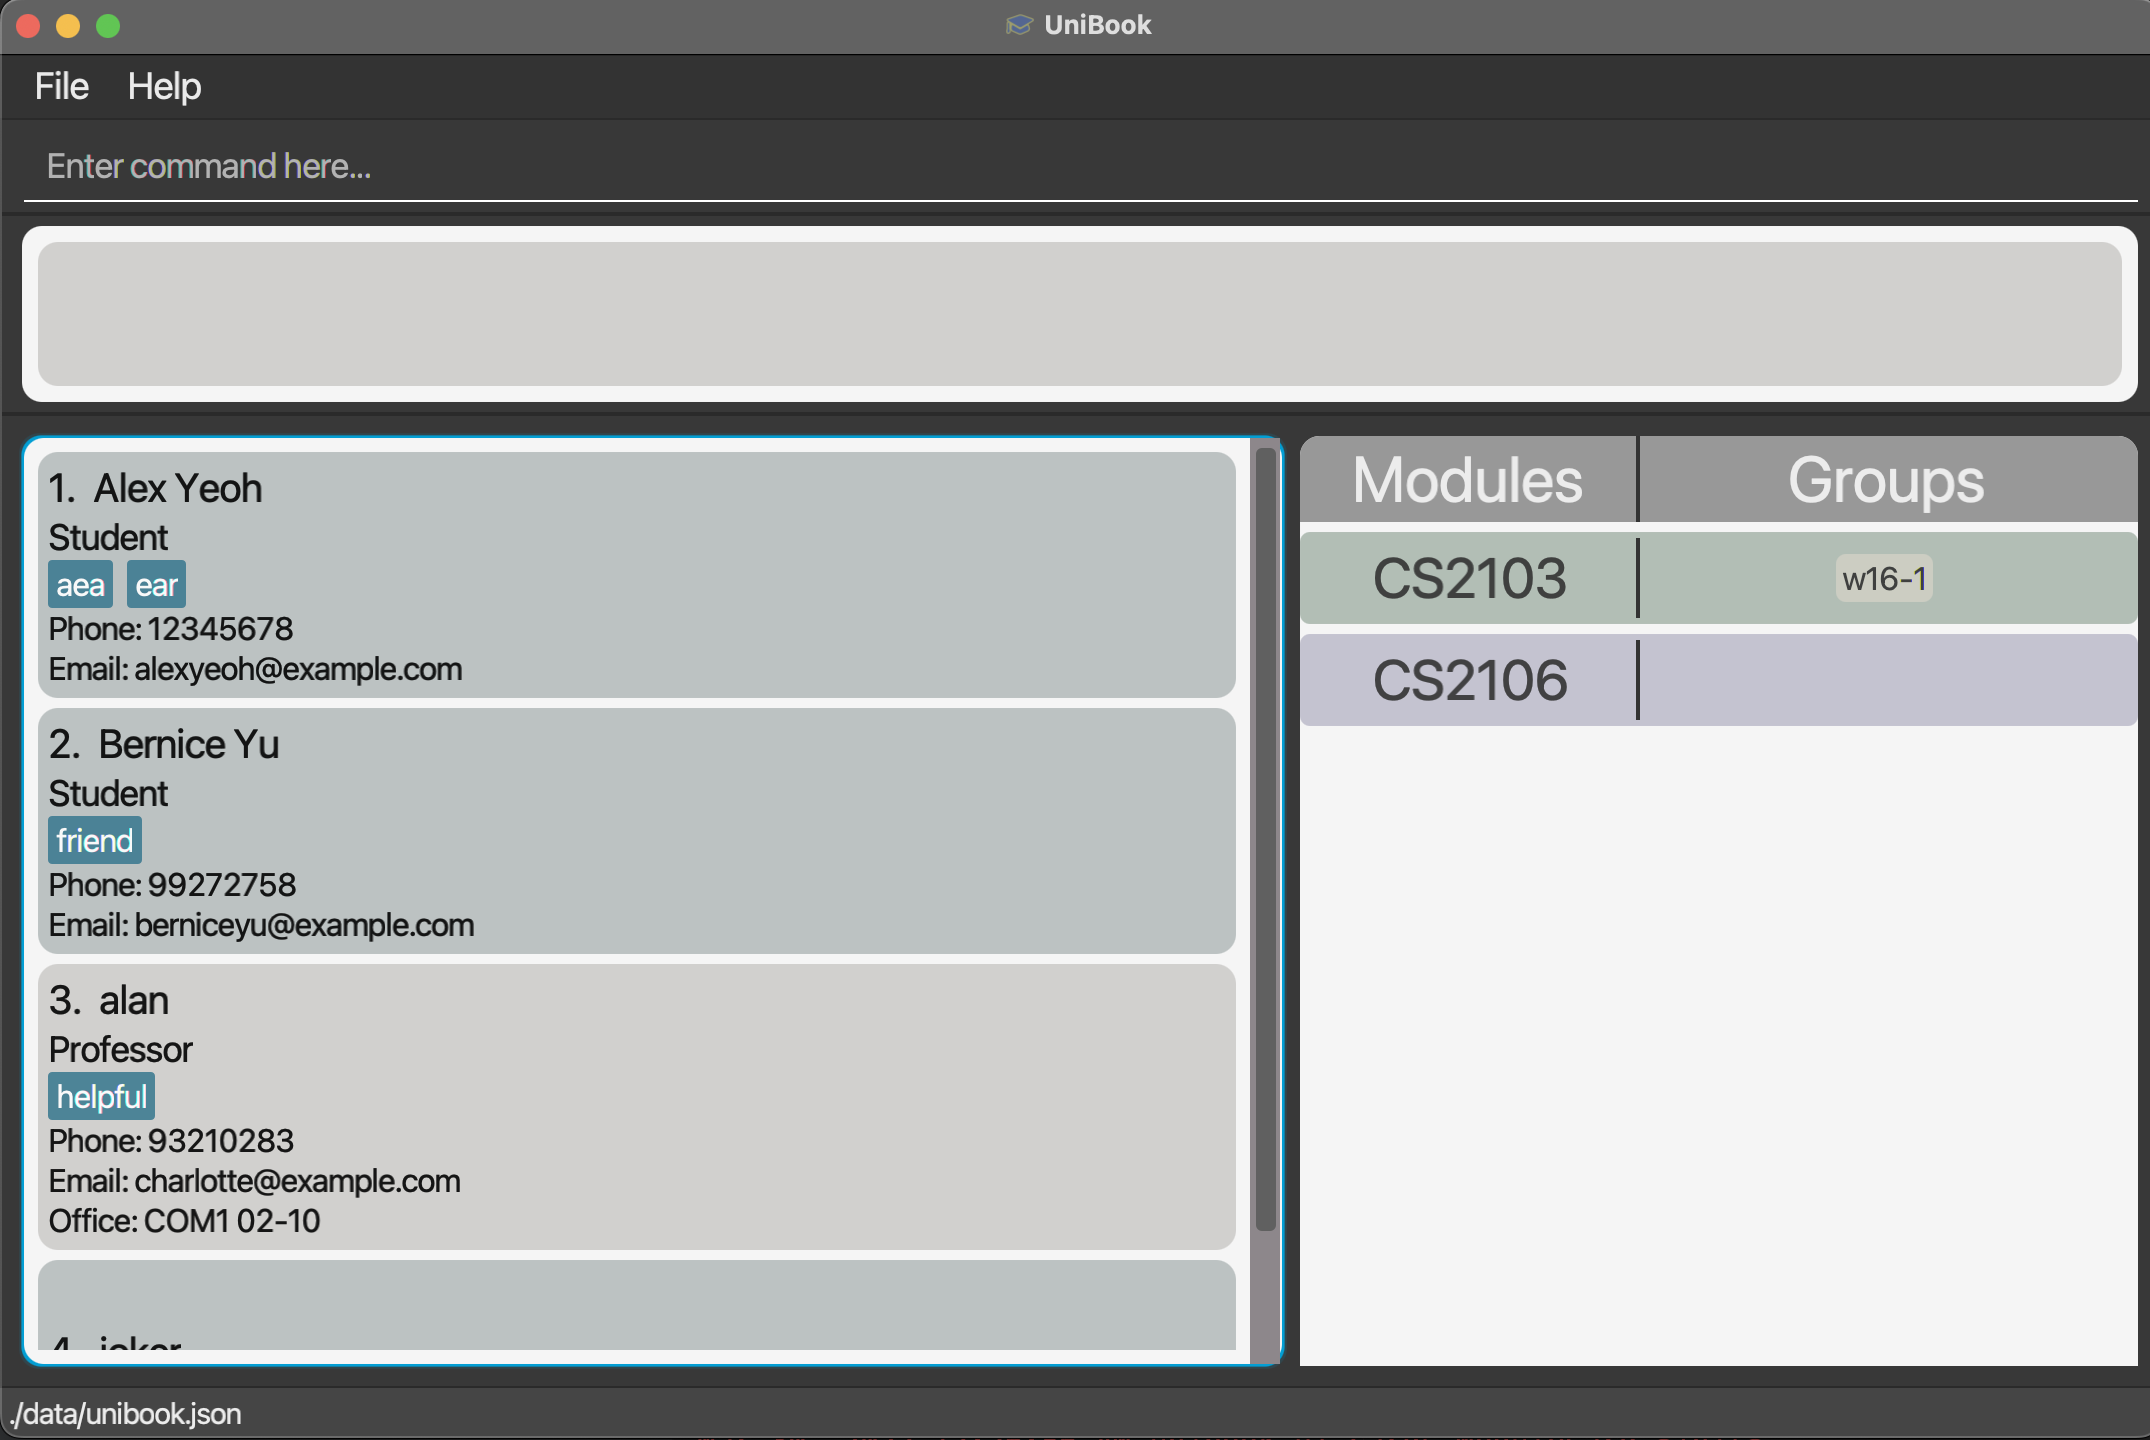 UniBook
File Help
Enter command here...
1. Alex Yeoh
Student
aea ear
Phone: 12345678
Email: alexyeoh@example.com
2. Bernice Yu
Student
friend
Phone: 99272758
Email: berniceyu@example.com
3. alan
Professor
helpful
Phone: 93210283
Email: charlotte@example.com
Office: COM1 02-10
4. joker
Modules Groups
CS2103 w16-1
CS2106
./data/unibook.json